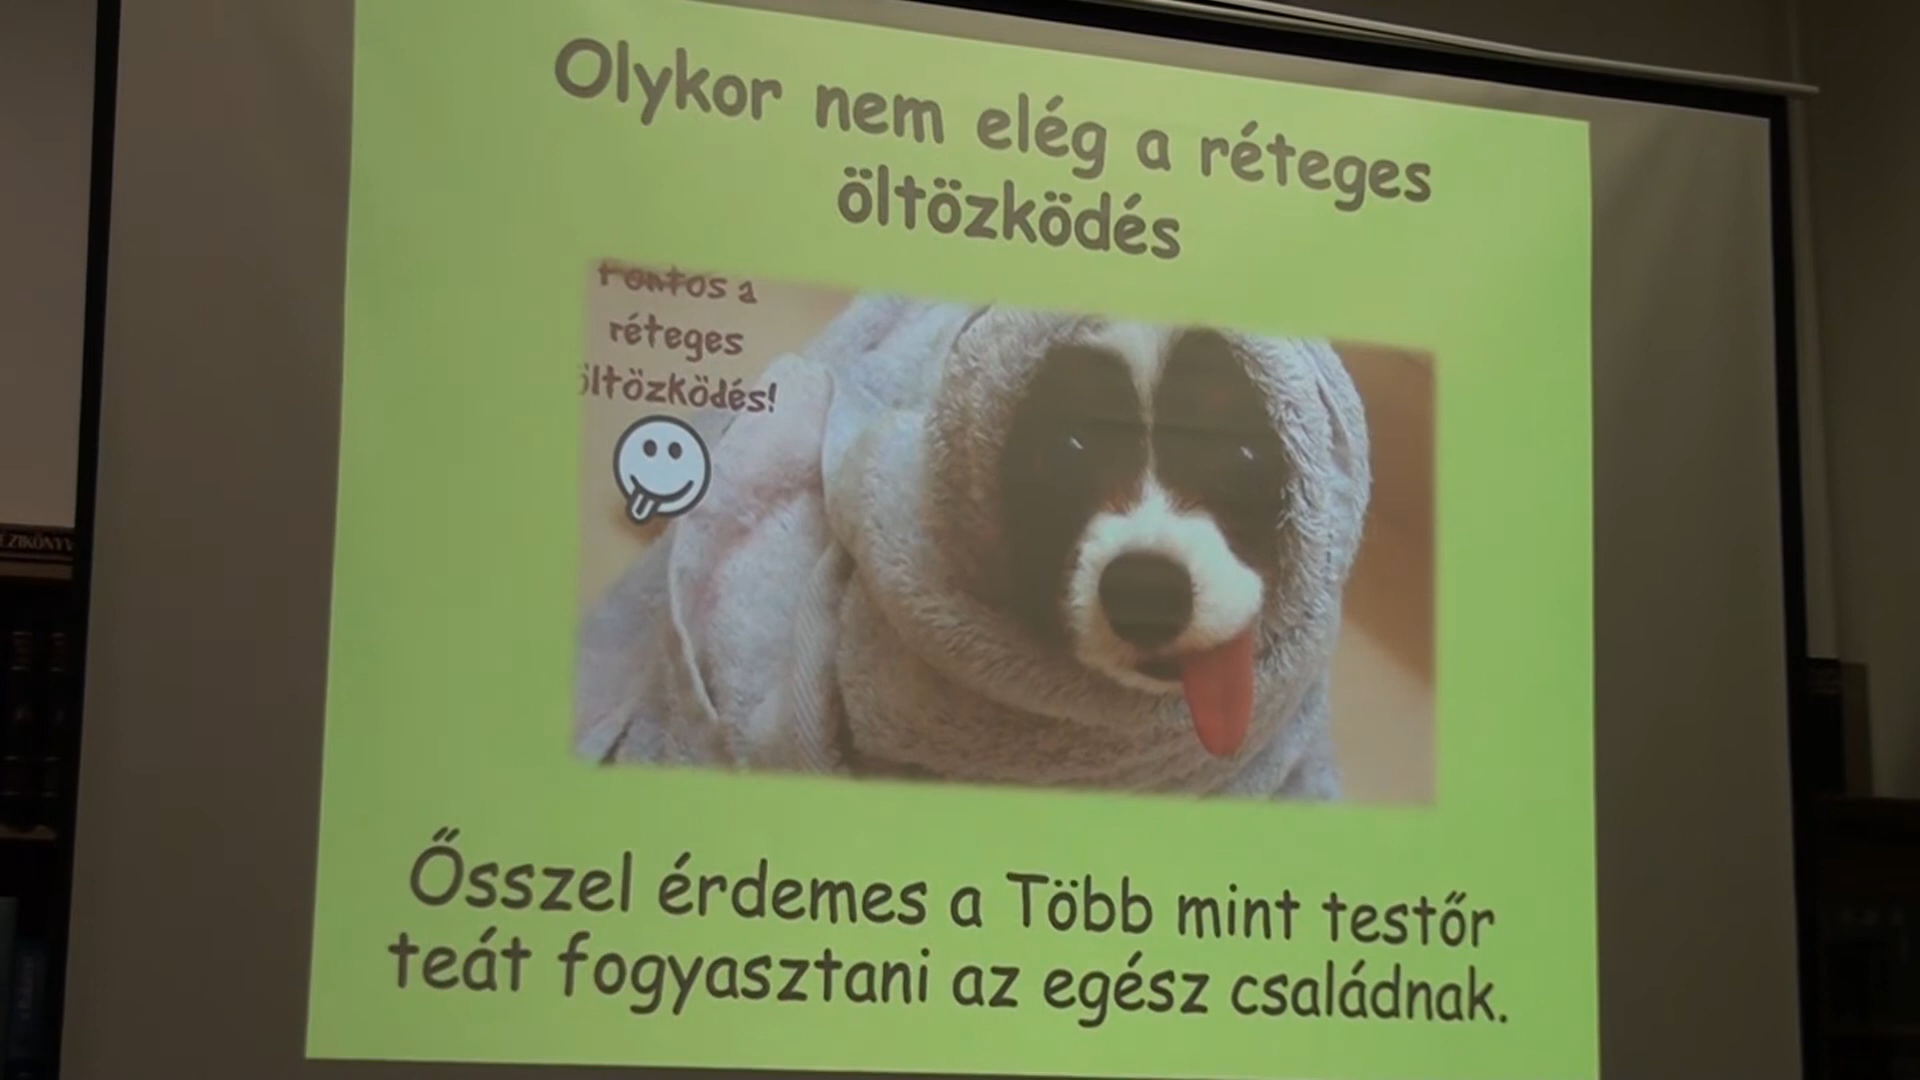 Olykor nem elég a réteges
öltözködés
Fontos a
réteges
öltözködés!
Ősszel érdemes a Több mint testőr
teát fogyasztani az egész családnak.